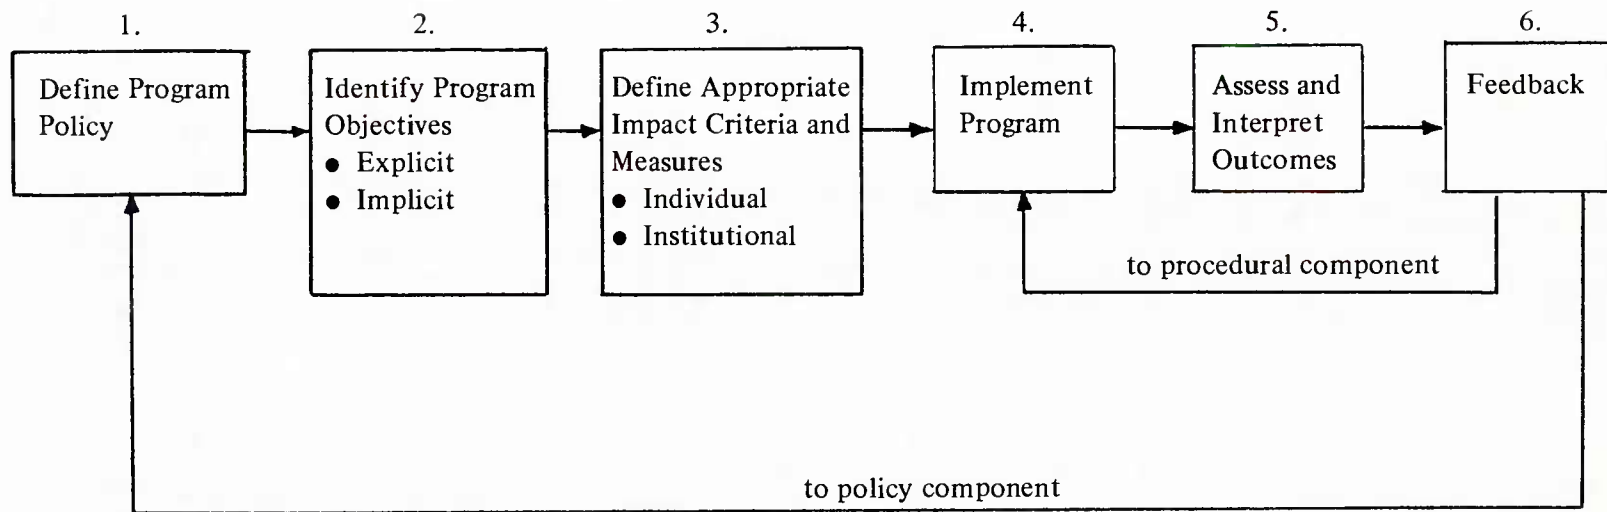 1.
Define Program
Policy
2.
Identify Program
Objectives
● Explicit
● Implicit
3.
Define Appropriate
Impact Criteria and
Measures
● Individual
● Institutional
4.
Implement
Program
5.
Assess and
Interpret
Outcomes
6.
Feedback
to procedural component
to policy component